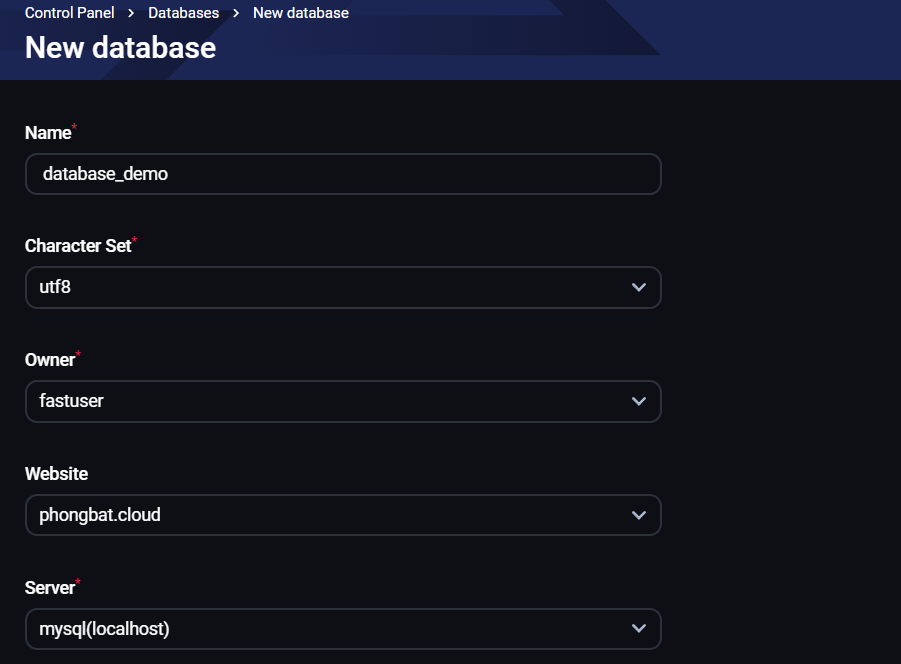 Control Panel > Databases > New database
New database
Name*
database_demo
Character Set*
utf8
Owner*
fastuser
Website
phongbat.cloud
Server*
mysql(localhost)